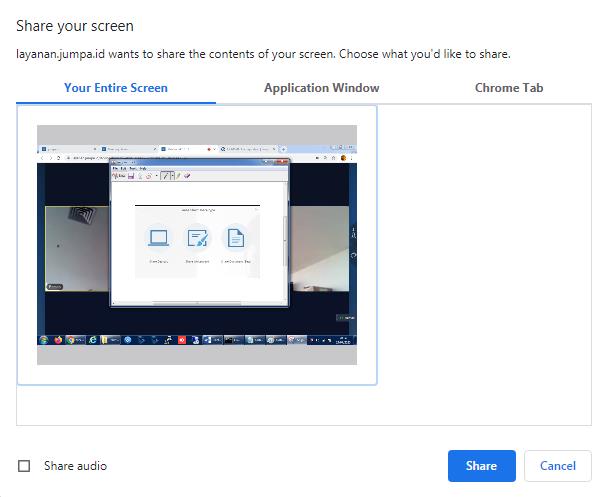 Share your screen
layanan.jumpa.id wants to share the contents of your screen. Choose what you'd like to share.
Your Entire Screen
Application Window
Chrome Tab
Share audio
Share
Cancel